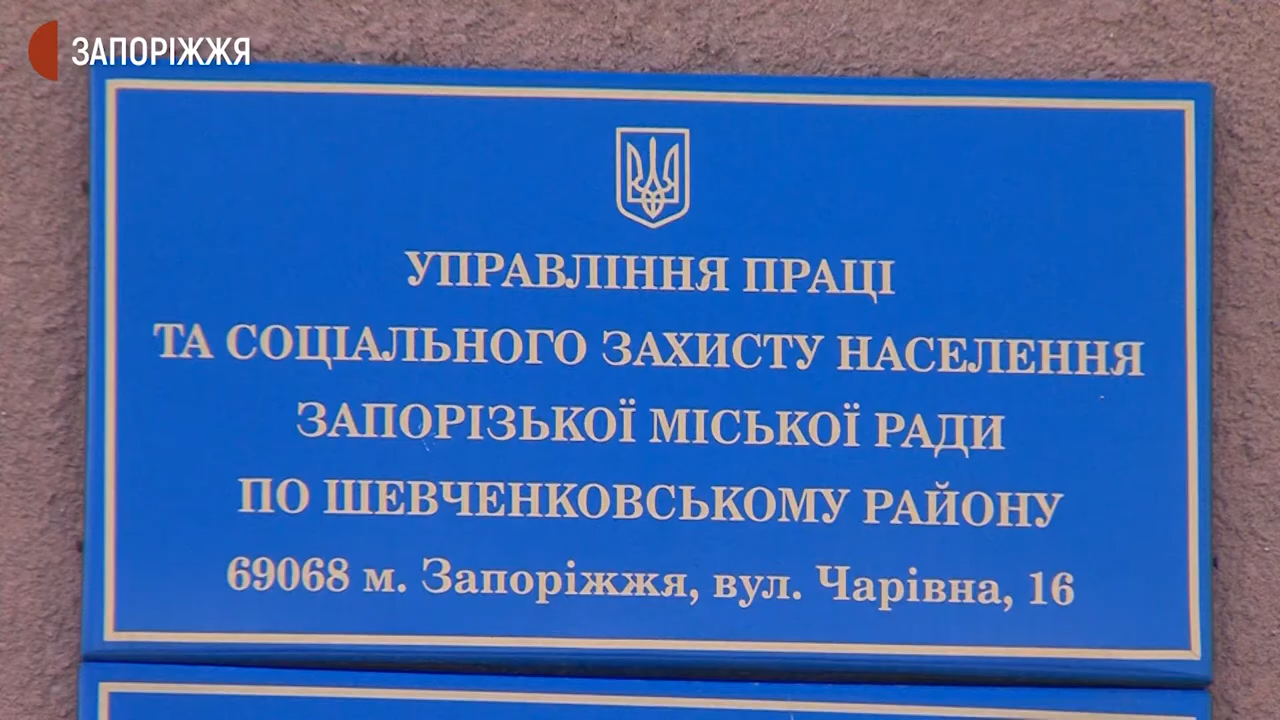 ЗАПОРІЖЖЯ
УПРАВЛІННЯ ПРАЦІ
ТА СОЦІАЛЬНОГО ЗАХИСТУ НАСЕЛЕННЯ
ЗАПОРІЗЬКОЇ МІСЬКОЇ РАДИ
ПО ШЕВЧЕНКОВСЬКОМУ РАЙОНУ
69068 м. Запоріжжя, вул. Чарівна, 16